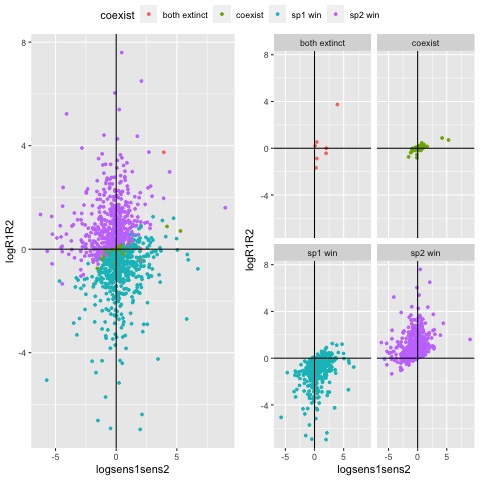 coexist both extinct coexist sp1 win sp2 win
logR1R2
8
4
0
-4
-5 0 5
logsens1sens2
both extinct coexist
8
4
0
-4
sp1 win sp2 win
logR1R2
8
4
0
-4
-5 0 5 -5 0 5
logsens1sens2